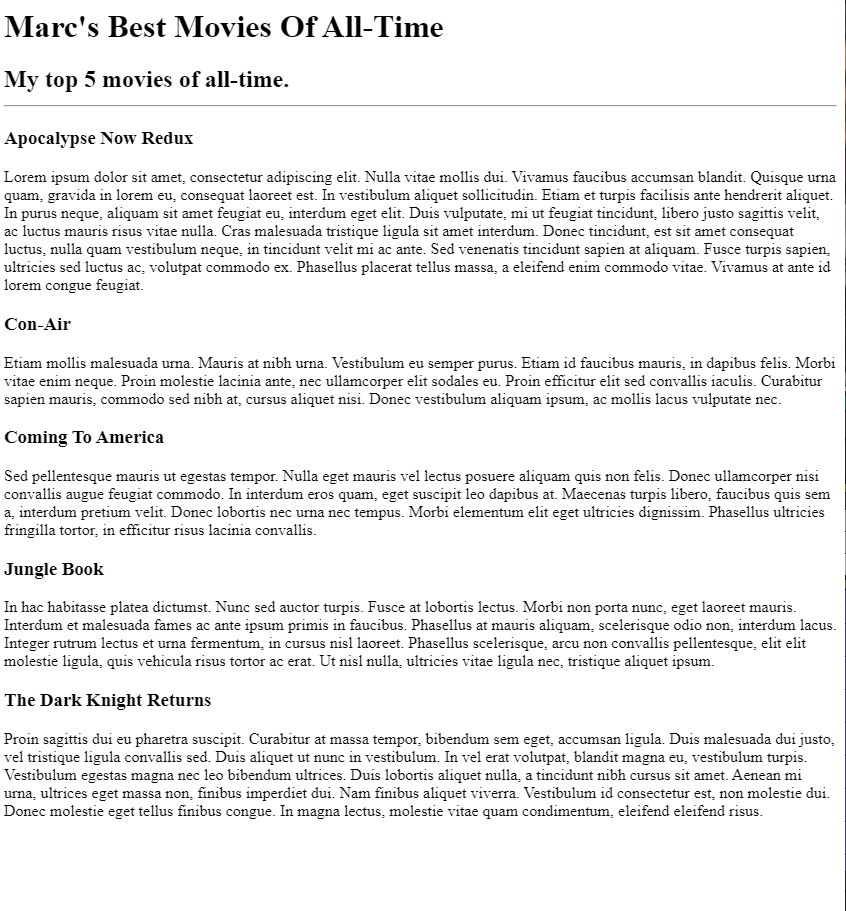 Marc's Best Movies Of All-Time
My top 5 movies of all-time.
Apocalypse Now Redux
Lorem ipsum dolor sit amet, consectetur adipiscing elit. Nulla vitae mollis dui. Vivamus faucibus accumsan blandit. Quisque urna
quam, gravida in lorem eu, consequat laoreet est. In vestibulum aliquet sollicitudin. Etiam et turpis facilisis ante hendrerit aliquet.
In purus neque, aliquam sit amet feugiat eu, interdum eget elit. Duis vulputate, mi ut feugiat tincidunt, libero justo sagittis velit,
ac luctus mauris risus vitae nulla. Cras malesuada tristique ligula sit amet interdum. Donec tincidunt, est sit amet consequat
luctus, nulla quam vestibulum neque, in tincidunt velit mi ac ante. Sed venenatis tincidunt sapien at aliquam. Fusce turpis sapien,
ultricies sed luctus ac, volutpat commodo ex. Phasellus placerat tellus massa, a eleifend enim commodo vitae. Vivamus at ante id
lorem congue feugiat.
Con-Air
Etiam mollis malesuada urna. Mauris at nibh urna. Vestibulum eu semper purus. Etiam id faucibus mauris, in dapibus felis. Morbi
vitae enim neque. Proin molestie lacinia ante, nec ullamcorper elit sodales eu. Proin efficitur elit sed convallis iaculis. Curabitur
sapien mauris, commodo sed nibh at, cursus aliquet nisi. Donec vestibulum aliquam ipsum, ac mollis lacus vulputate nec.
Coming To America
Sed pellentesque mauris ut egestas tempor. Nulla eget mauris vel lectus posuere aliquam quis non felis. Donec ullamcorper nisi
convallis augue feugiat commodo. In interdum eros quam, eget suscipit leo dapibus at. Maecenas turpis libero, faucibus quis sem
a, interdum pretium velit. Donec lobortis nec urna nec tempus. Morbi elementum elit eget ultricies dignissim. Phasellus ultricies
fringilla tortor, in efficitur risus lacinia convallis.
Jungle Book
In hac habitasse platea dictumst. Nunc sed auctor turpis. Fusce at lobortis lectus. Morbi non porta nunc, eget laoreet mauris.
Interdum et malesuada fames ac ante ipsum primis in faucibus. Phasellus at mauris aliquam, scelerisque odio non, interdum lacus.
Integer rutrum lectus et urna fermentum, in cursus nisl laoreet. Phasellus scelerisque, arcu non convallis pellentesque, elit elit
molestie ligula, quis vehicula risus tortor ac erat. Ut nisl nulla, ultricies vitae ligula nec, tristique aliquet ipsum.
The Dark Knight Returns
Proin sagittis dui eu pharetra suscipit. Curabitur at massa tempor, bibendum sem eget, accumsan ligula. Duis malesuada dui justo,
vel tristique ligula convallis sed. Duis aliquet ut nunc in vestibulum. In vel erat volutpat, blandit magna eu, vestibulum turpis.
Vestibulum egestas magna nec leo bibendum ultrices. Duis lobortis aliquet nulla, a tincidunt nibh cursus sit amet. Aenean mi
urna, ultrices eget massa non, finibus imperdiet dui. Nam finibus aliquet viverra. Vestibulum id consectetur est, non molestie dui.
Donec molestie eget tellus finibus congue. In magna lectus, molestie vitae quam condimentum, eleifend eleifend risus.